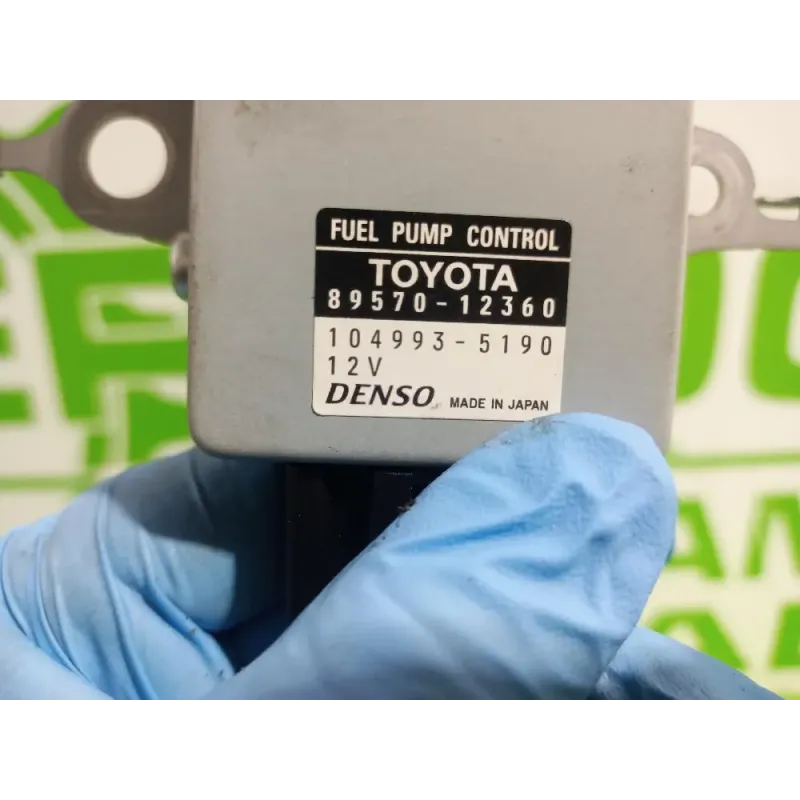 FUEL PUMP CONTROL
TOYOTA
89570-12360
104993-5190
12V
DENSO MADE IN JAPAN